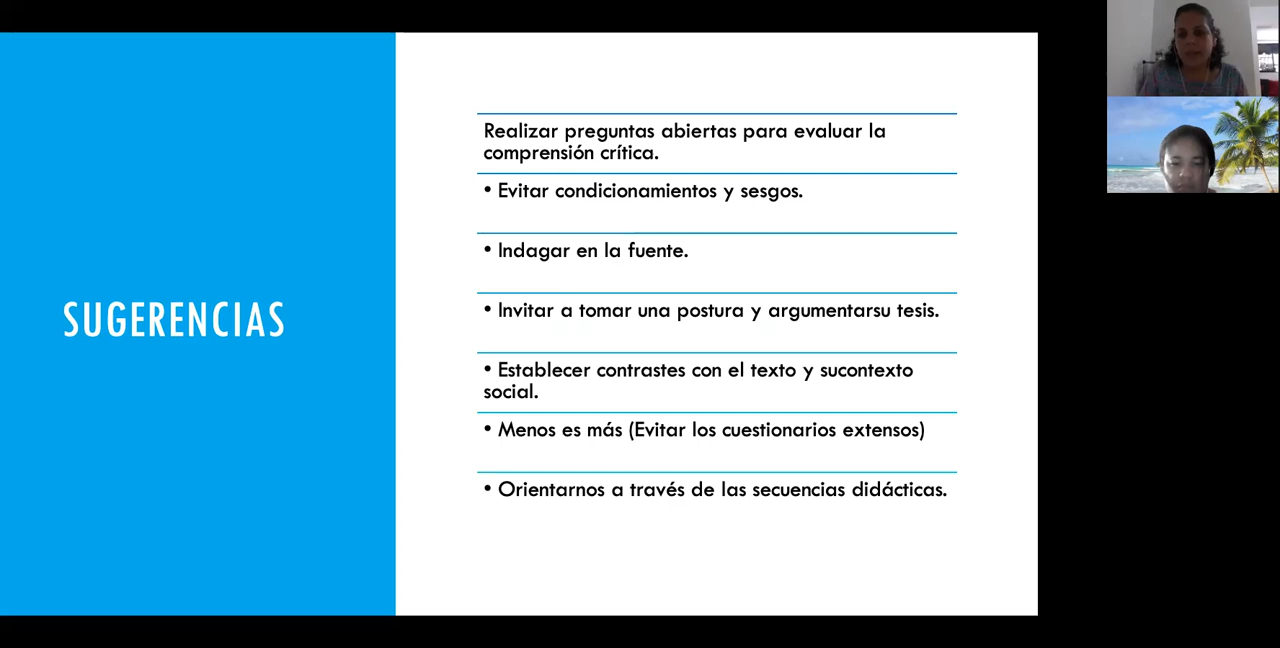 SUGERENCIAS
Realizar preguntas abiertas para evaluar la
comprensión crítica.
• Evitar condicionamientos y sesgos.
• Indagar en la fuente.
• Invitar a tomar una postura y argumentarsu tesis.
• Establecer contrastes con el texto y sucontexto
social.
• Menos es más (Evitar los cuestionarios extensos)
• Orientarnos a través de las secuencias didácticas.